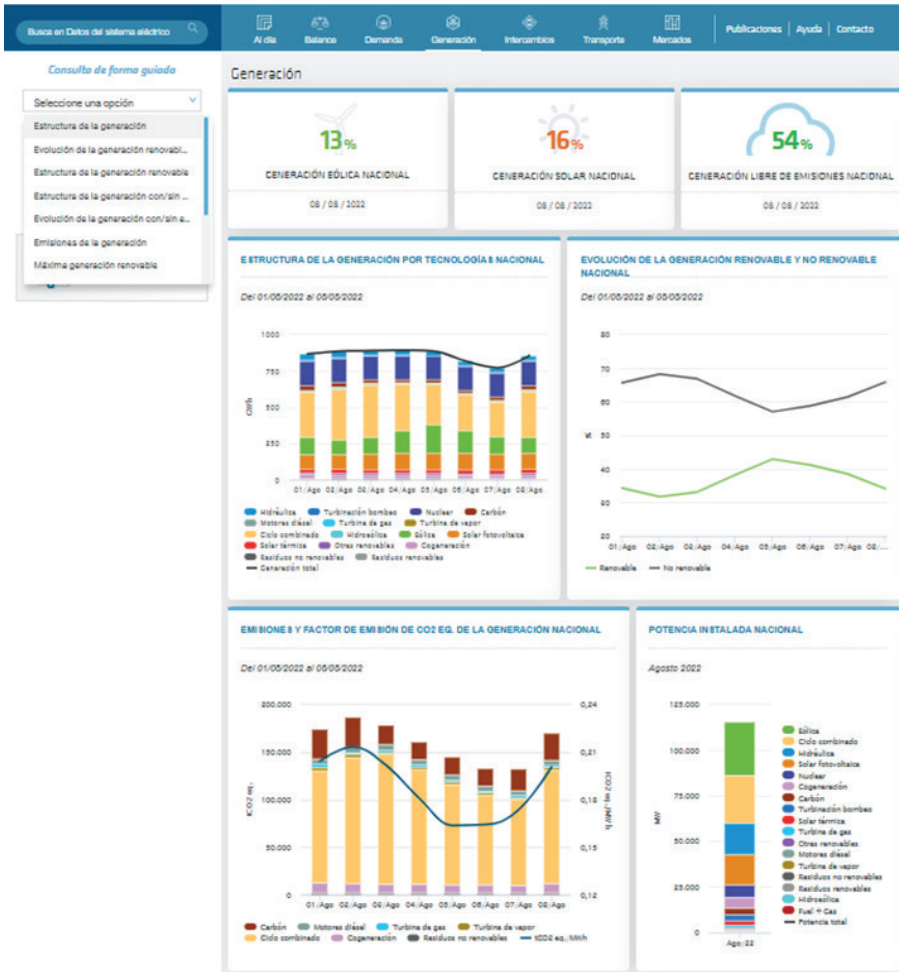 Busca en Datos del sistema eléctrico
Al día
Balance
Demanda
Generación
Intercambios
Transporte
Mercados
Publicaciones
Ayuda
Contacto
Consulta de forma guiada
Seleccione una opción
Estructura de la generación
Evolución de la generación renovabl...
Estructura de la generación renovable
Estructura de la generación con/sin ...
Evolución de la generación con/sin e...
Emisiones de la generación
Máxima generación renovable
Generación
13%
GENERACIÓN EÓLICA NACIONAL
08 / 08 / 2022
16%
GENERACIÓN SOLAR NACIONAL
08 / 08 / 2022
54%
GENERACIÓN LIBRE DE EMISIONES NACIONAL
08 / 08 / 2022
ESTRUCTURA DE LA GENERACIÓN POR TECNOLOGÍAS NACIONAL
Del 01/08/2022 al 08/08/2022
1000
750
500
250
0
GWh
01/Ago 02/Ago 03/Ago 04/Ago 05/Ago 06/Ago 07/Ago 08/Ago
Hidráulica Turbinación bombeo Nuclear Carbón
Motores diésel Turbina de gas Turbina de vapor
Ciclo combinado Hidroeólica Eólica Solar fotovoltaica
Solar térmica Otras renovables Cogeneración
Residuos no renovables Residuos renovables
Generación total
EVOLUCIÓN DE LA GENERACIÓN RENOVABLE Y NO RENOVABLE
NACIONAL
Del 01/08/2022 al 08/08/2022
80
70
60
50
40
30
20
%
01/Ago 02/Ago 03/Ago 04/Ago 05/Ago 06/Ago 07/Ago 08/...
Renovable No renovable
EMISIONES Y FACTOR DE EMISIÓN DE CO2 EQ. DE LA GENERACIÓN NACIONAL
Del 01/08/2022 al 08/08/2022
200.000
150.000
100.000
50.000
0
tCO2 eq.
0,24
0,21
0,18
0,15
0,12
tCO2 eq./MWh
01/Ago 02/Ago 03/Ago 04/Ago 05/Ago 06/Ago 07/Ago 08/Ago
Carbón Motores diésel Turbina de gas Turbina de vapor
Ciclo combinado Cogeneración Residuos no renovables tCO2 eq./MWh
POTENCIA INSTALADA NACIONAL
Agosto 2022
125.000
100.000
75.000
50.000
25.000
0
MW
Ago/22
Eólica
Ciclo combinado
Hidráulica
Solar fotovoltaica
Nuclear
Cogeneración
Carbón
Turbinación bombeo
Solar térmica
Turbina de gas
Otras renovables
Motores diésel
Turbina de vapor
Residuos no renovables
Residuos renovables
Hidroeólica
Fuel + Gas
Potencia total